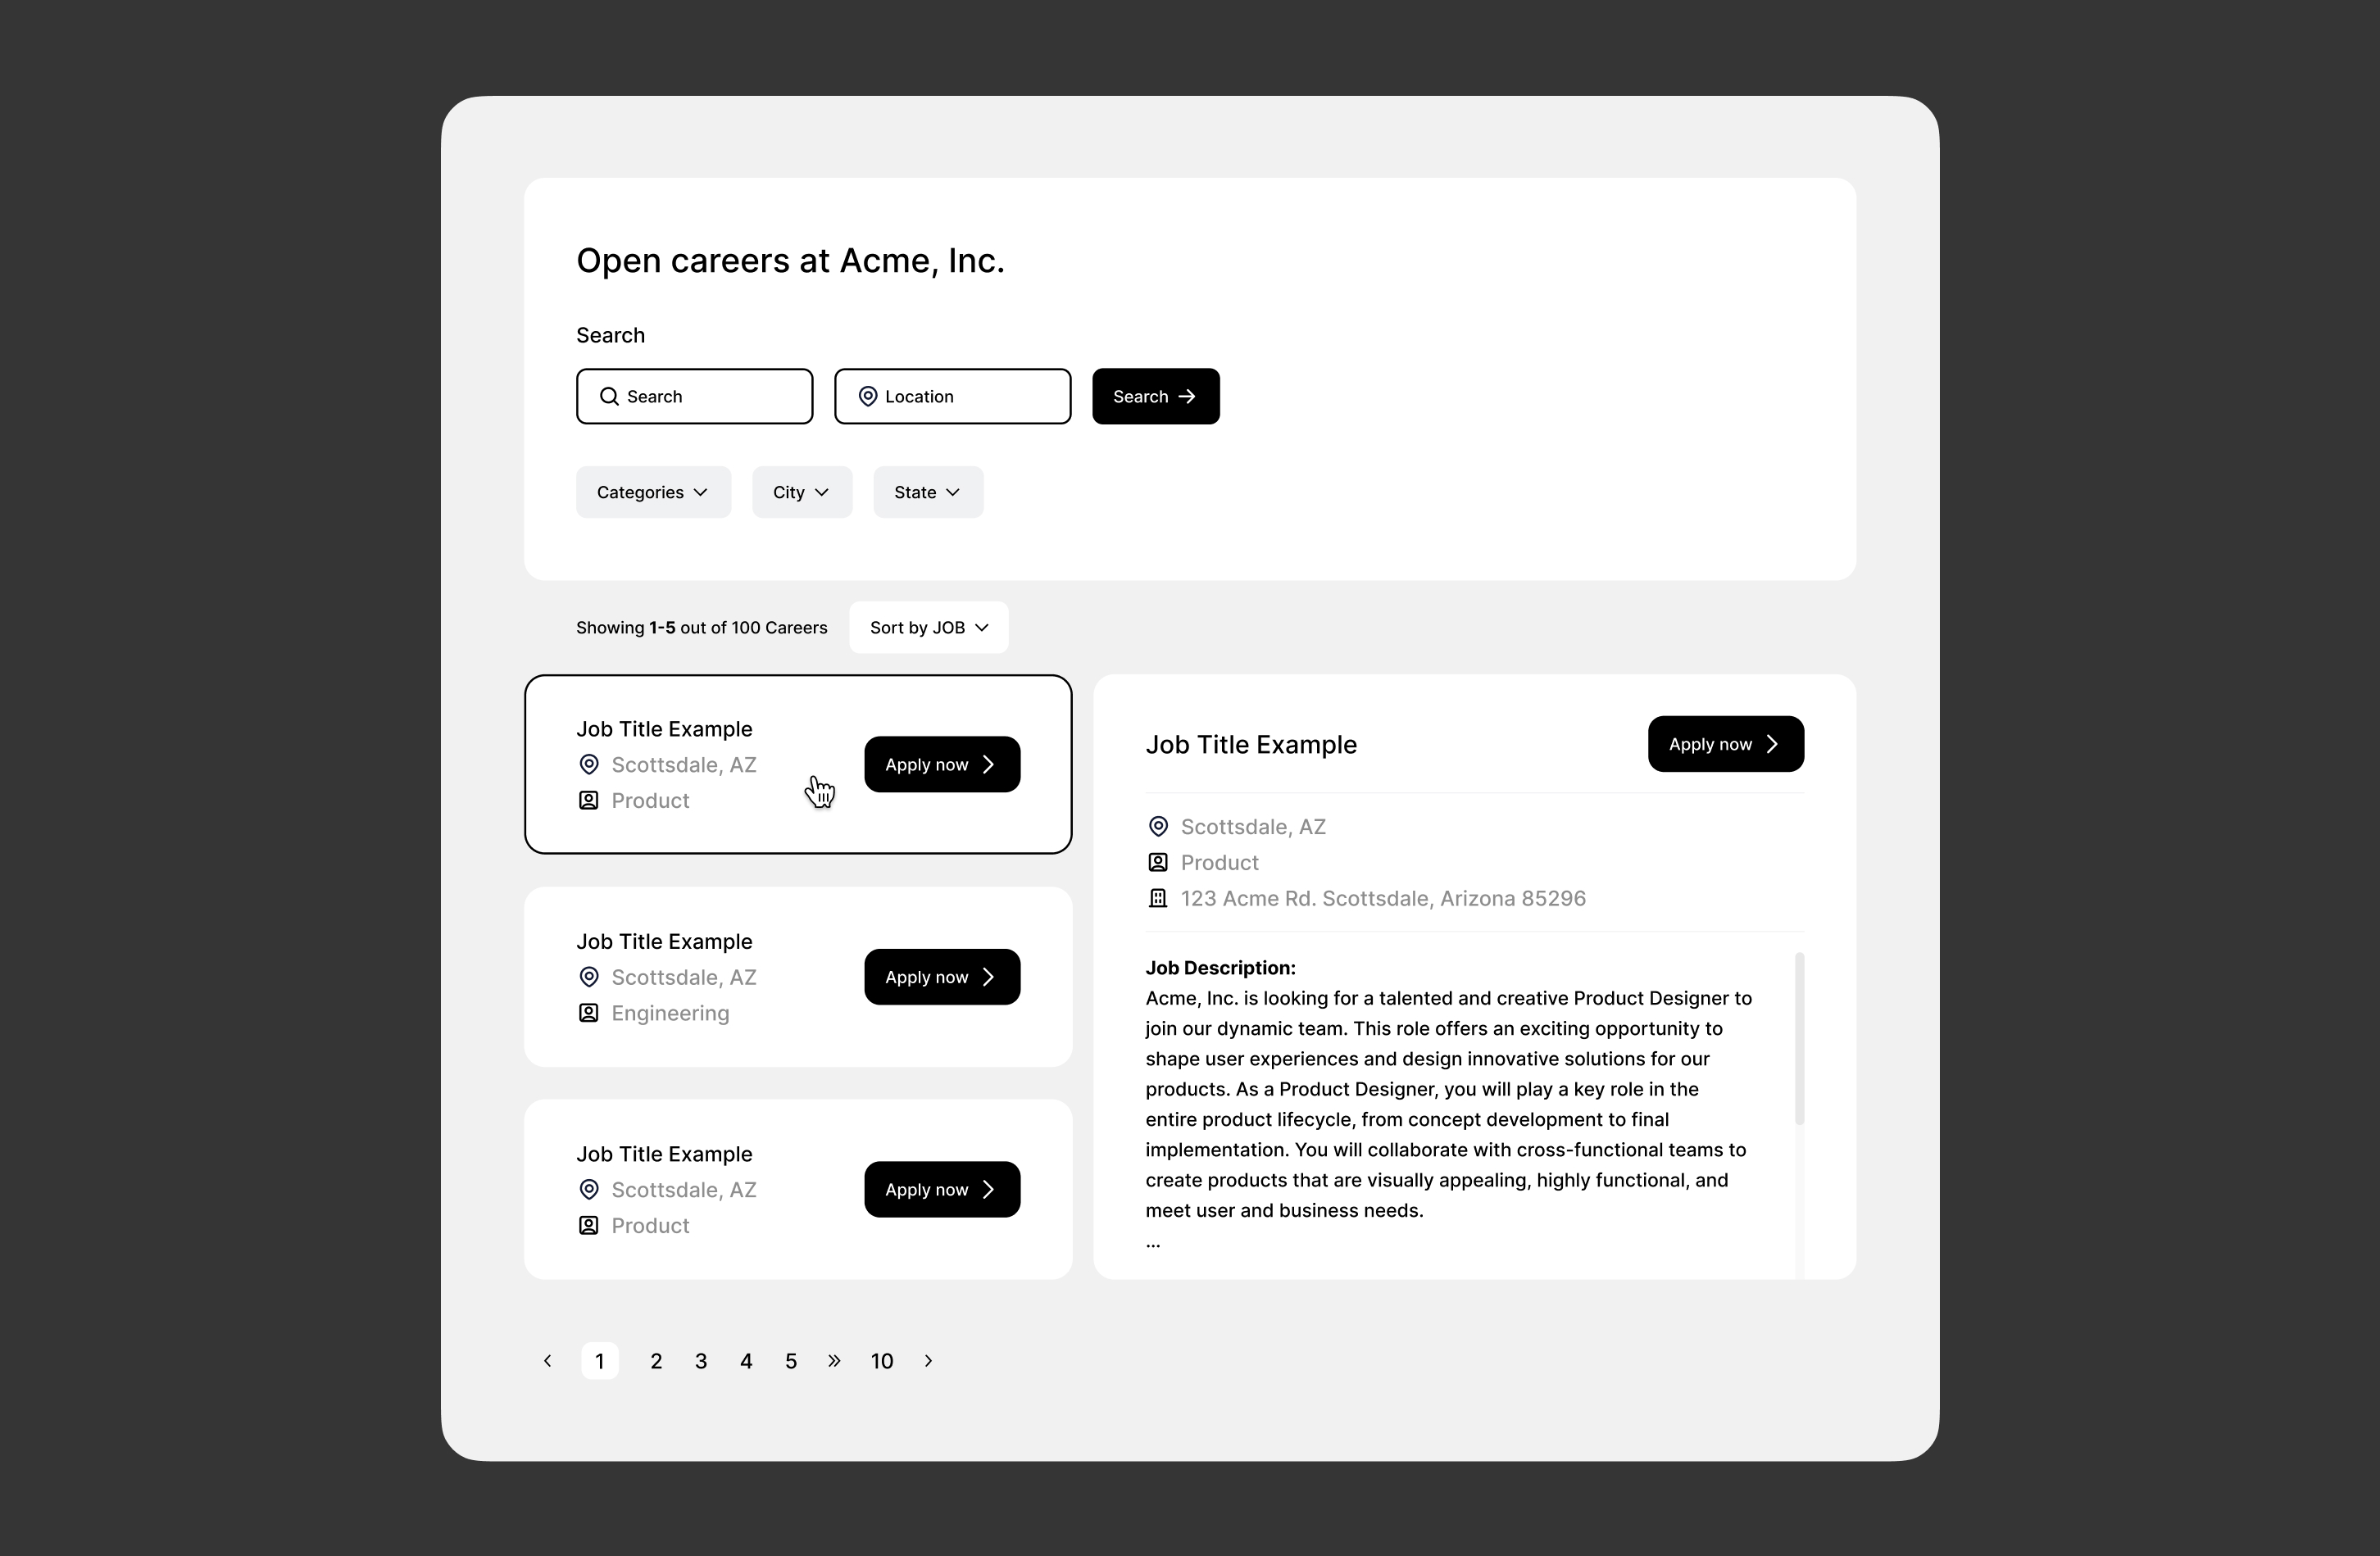 Open careers at Acme, Inc.
Search
Search
Location
Search
Categories
City
State
Showing 1-5 out of 100 Careers
Sort by JOB
Job Title Example
Scottsdale, AZ
Product
Apply now
Job Title Example
Scottsdale, AZ
Engineering
Apply now
Job Title Example
Scottsdale, AZ
Product
Apply now
Job Title Example
Apply now
Scottsdale, AZ
Product
123 Acme Rd. Scottsdale, Arizona 85296
Job Description:
Acme, Inc. is looking for a talented and creative Product Designer to
join our dynamic team. This role offers an exciting opportunity to
shape user experiences and design innovative solutions for our
products. As a Product Designer, you will play a key role in the
entire product lifecycle, from concept development to final
implementation. You will collaborate with cross-functional teams to
create products that are visually appealing, highly functional, and
meet user and business needs.
...
1 2 3 4 5 10